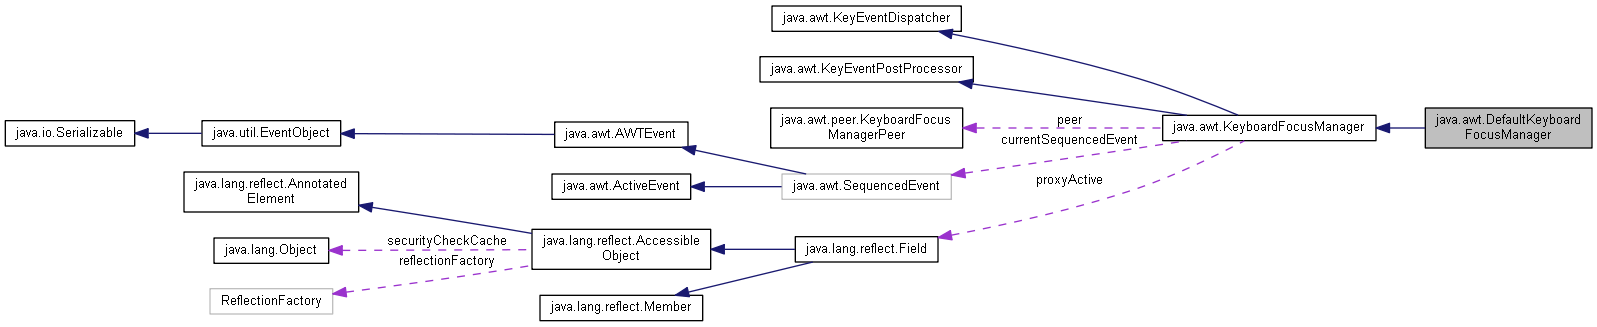 java.awt.KeyEventDispatcher
java.awt.KeyEventPostProcessor
java.awt.peer.KeyboardFocus
ManagerPeer
peer
currentSequencedEvent
proxyActive
java.awt.KeyboardFocusManager
java.awt.DefaultKeyboard
FocusManager
java.io.Serializable
java.util.EventObject
java.awt.AWTEvent
java.awt.ActiveEvent
java.awt.SequencedEvent
java.lang.reflect.Annotated
Element
java.lang.Object
securityCheckCache
reflectionFactory
java.lang.reflect.Accessible
Object
java.lang.reflect.Field
ReflectionFactory
java.lang.reflect.Member